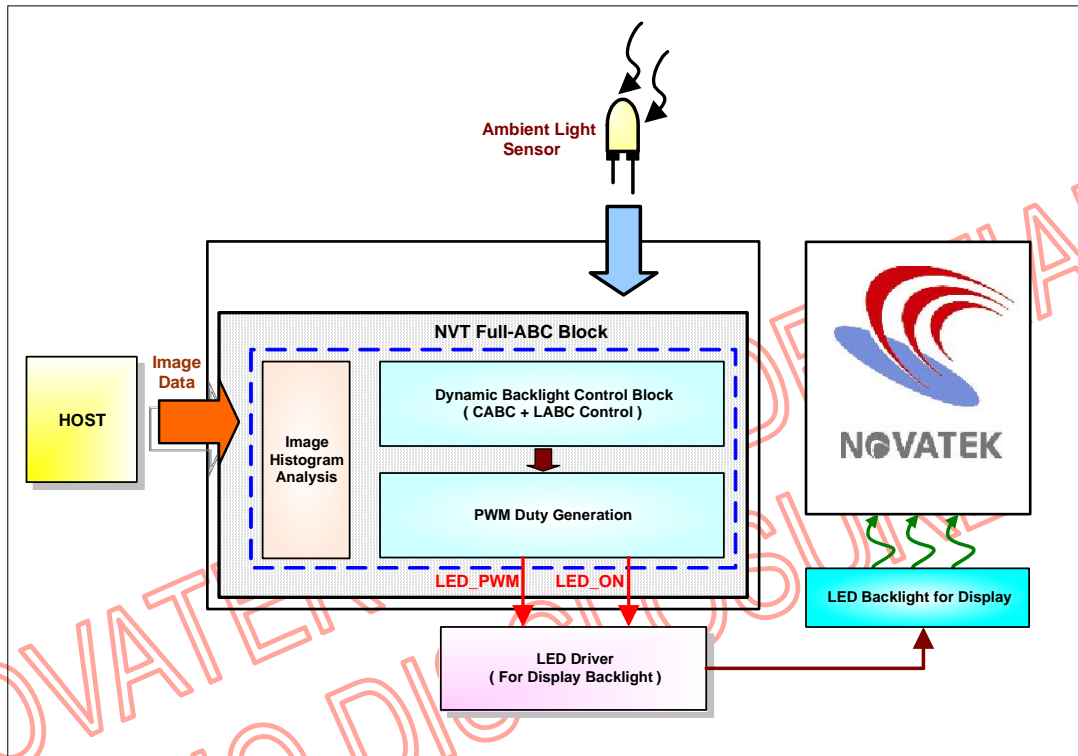 Ambient Light
Sensor
NVT Full-ABC Block
Image
Data
HOST
Image
Histogram
Analysis
Dynamic Backlight Control Block
( CABC + LABC Control )
PWM Duty Generation
LED_PWM
LED_ON
LED Driver
( For Display Backlight )
NOVATEK
LED Backlight for Display